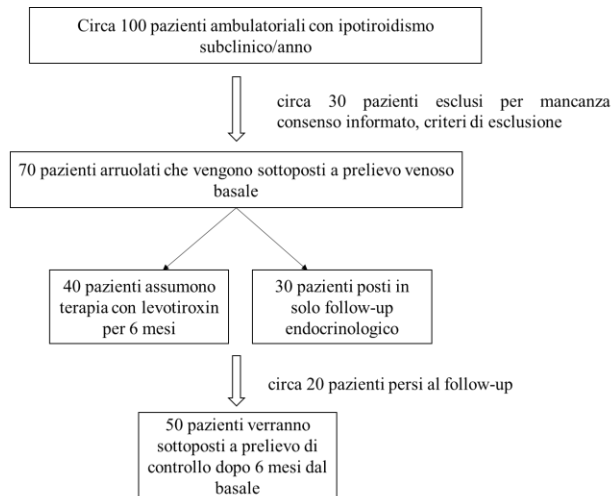 Circa 100 pazienti ambulatoriali con ipotiroidismo
subclinico/anno
circa 30 pazienti esclusi per mancanza
consenso informato, criteri di esclusione
70 pazienti arruolati che vengono sottoposti a prelievo venoso
basale
40 pazienti assumono
terapia con levotiroxin
per 6 mesi
30 pazienti posti in
solo follow-up
endocrinologico
circa 20 pazienti persi al follow-up
50 pazienti verranno
sottoposti a prelievo di
controllo dopo 6 mesi dal
basale